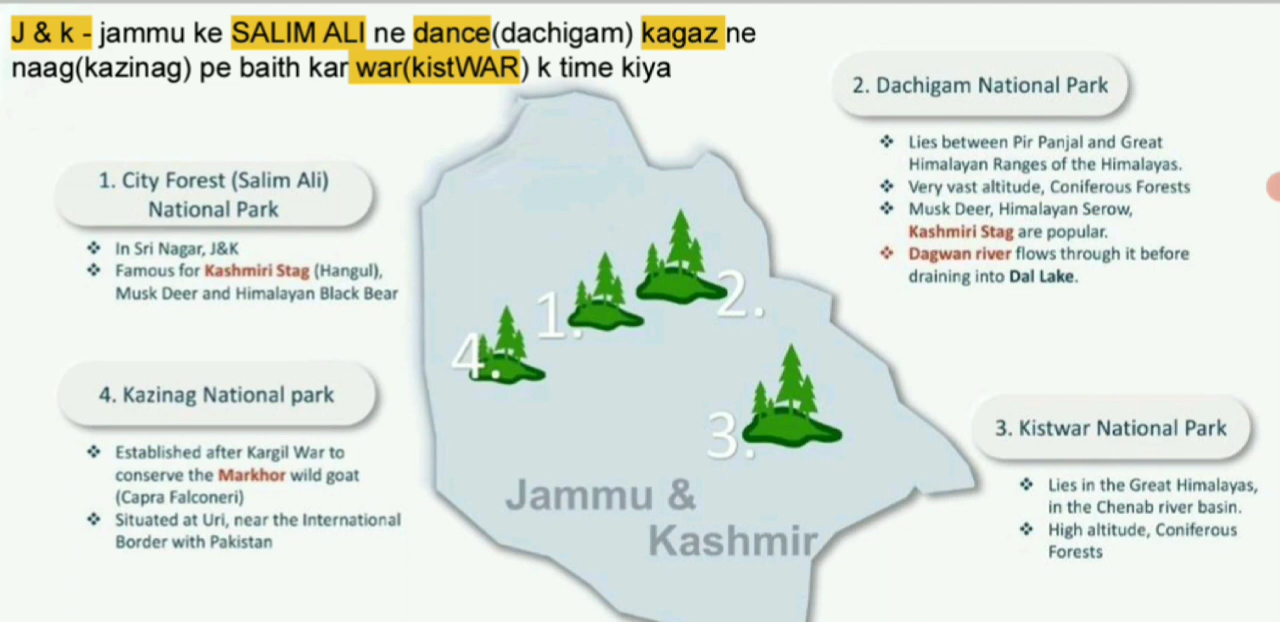 J & k - jammu ke SALIM ALI ne dance(dachigam) kagaz ne
naag(kazinag) pe baith kar war(kistWAR) k time kiya
1. City Forest (Salim Ali)
National Park
❖ In Sri Nagar, J&K
❖ Famous for Kashmiri Stag (Hangul),
Musk Deer and Himalayan Black Bear
2. Dachigam National Park
❖ Lies between Pir Panjal and Great
Himalayan Ranges of the Himalayas.
❖ Very vast altitude, Coniferous Forests
❖ Musk Deer, Himalayan Serow,
Kashmiri Stag are popular.
❖ Dagwan river flows through it before
draining into Dal Lake.
4. Kazinag National park
❖ Established after Kargil War to
conserve the Markhor wild goat
(Capra Falconeri)
❖ Situated at Uri, near the International
Border with Pakistan
3. Kistwar National Park
❖ Lies in the Great Himalayas,
in the Chenab river basin.
❖ High altitude, Coniferous
Forests
2.
1.
4.
3.
Jammu &
Kashmir